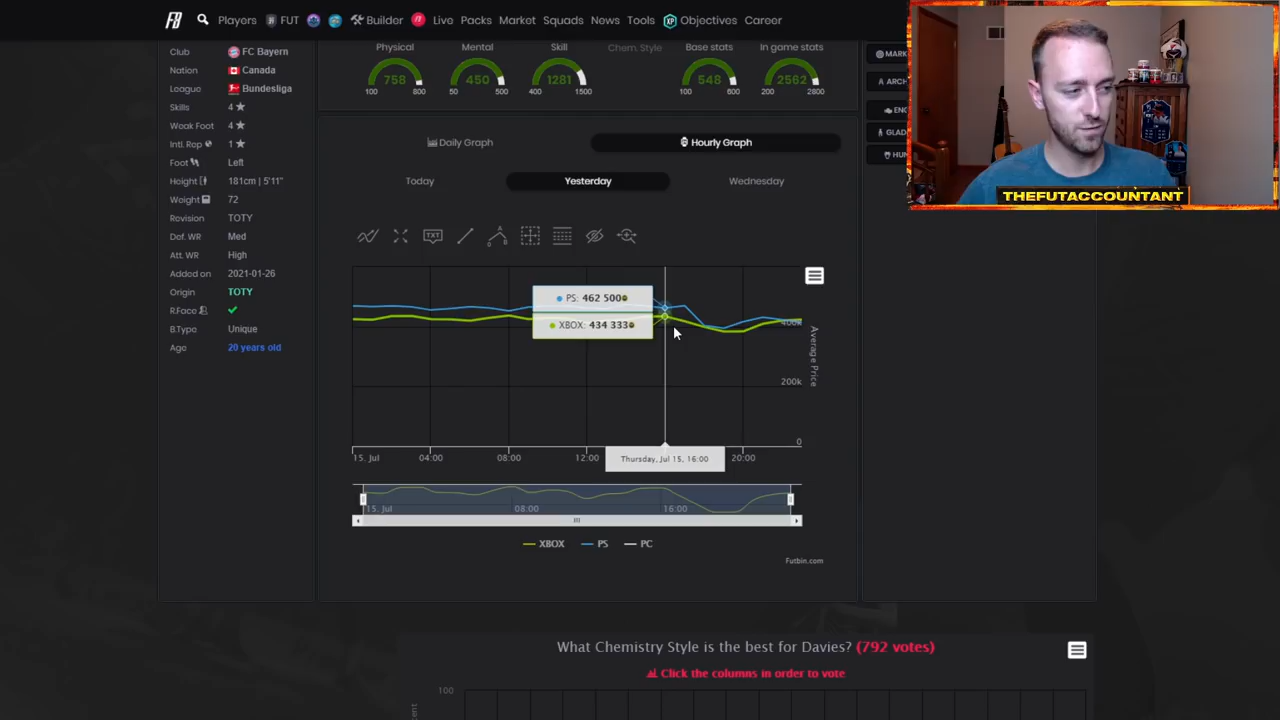 Players FUT Builder Live Packs Market Squads News Tools XP Objectives Career
Club FC Bayern
Nation Canada
League Bundesliga
Skills 4
Weak Foot 4
Intl. Rep 1
Foot Left
Height 181cm | 5'11"
Weight 72
Revision TOTY
Def. WR Med
Att. WR High
Added on 2021-01-26
Origin TOTY
R.Face
B.Type Unique
Age 20 years old
Physical Mental Skill Chem. Style Base stats In game stats
758 450 1281 548 2562
100 800 50 500 400 1500 100 600 200 2800
Daily Graph Hourly Graph
Today Yesterday Wednesday
TXT
PS: 462 500
XBOX: 434 333
400k
200k
0
Average Price
15. Jul 04:00 08:00 12:00 20:00
Thursday, Jul 15, 16:00
15. Jul 08:00 16:00
XBOX PS PC
Futbin.com
What Chemistry Style is the best for Davies? (792 votes)
Click the columns in order to vote
100
MARK
ARCH
ENG
GLAD
HUN
THEFUTACCOUNTANT